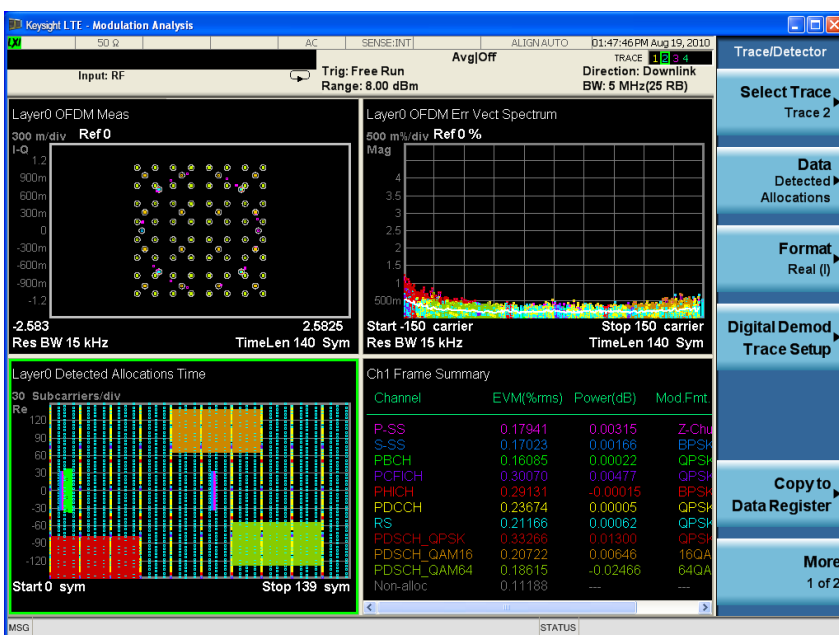 Keysight LTE - Modulation Analysis
LXI
50 Ω
AC
SENSE:INT
ALIGN AUTO
01:47:46 PM Aug 19, 2010
Input: RF
Trig: Free Run
Range: 8.00 dBm
Avg|Off
TRACE 1 2 3 4
Direction: Downlink
BW: 5 MHz(25 RB)
Layer0 OFDM Meas
300 m/div Ref 0
I-Q
1.2
900m
600m
300m
0
-300m
-600m
-900m
-1.2
-2.583 2.5825
Res BW 15 kHz TimeLen 140 Sym
Layer0 OFDM Err Vect Spectrum
500 m%/div Ref 0 %
Mag
4
3.5
3
2.5
2
1.5
1
500m
Start -150 carrier Stop 150 carrier
Res BW 15 kHz TimeLen 140 Sym
Layer0 Detected Allocations Time
30 Subcarriers/div
Re
120
90
60
30
0
-30
-60
-90
-120
Start 0 sym Stop 139 sym
Ch1 Frame Summary
Channel EVM(%rms) Power(dB) Mod.Fmt.
P-SS 0.17941 0.00315 Z-Chu
S-SS 0.17023 0.00166 BPSK
PBCH 0.16085 0.00022 QPSK
PCFICH 0.30070 0.00477 QPSK
PHICH 0.29131 -0.00015 BPSK
PDCCH 0.23674 0.00005 QPSK
RS 0.21166 0.00062 QPSK
PDSCH_QPSK 0.33266 0.01300 QPSK
PDSCH_QAM16 0.20722 0.00646 16QA
PDSCH_QAM64 0.18615 -0.02466 64QA
Non-alloc 0.11188 --- ---
Trace/Detector
Select Trace
Trace 2
Data
Detected
Allocations
Format
Real (I)
Digital Demod
Trace Setup
Copy to
Data Register
More
1 of 2
MSG
STATUS